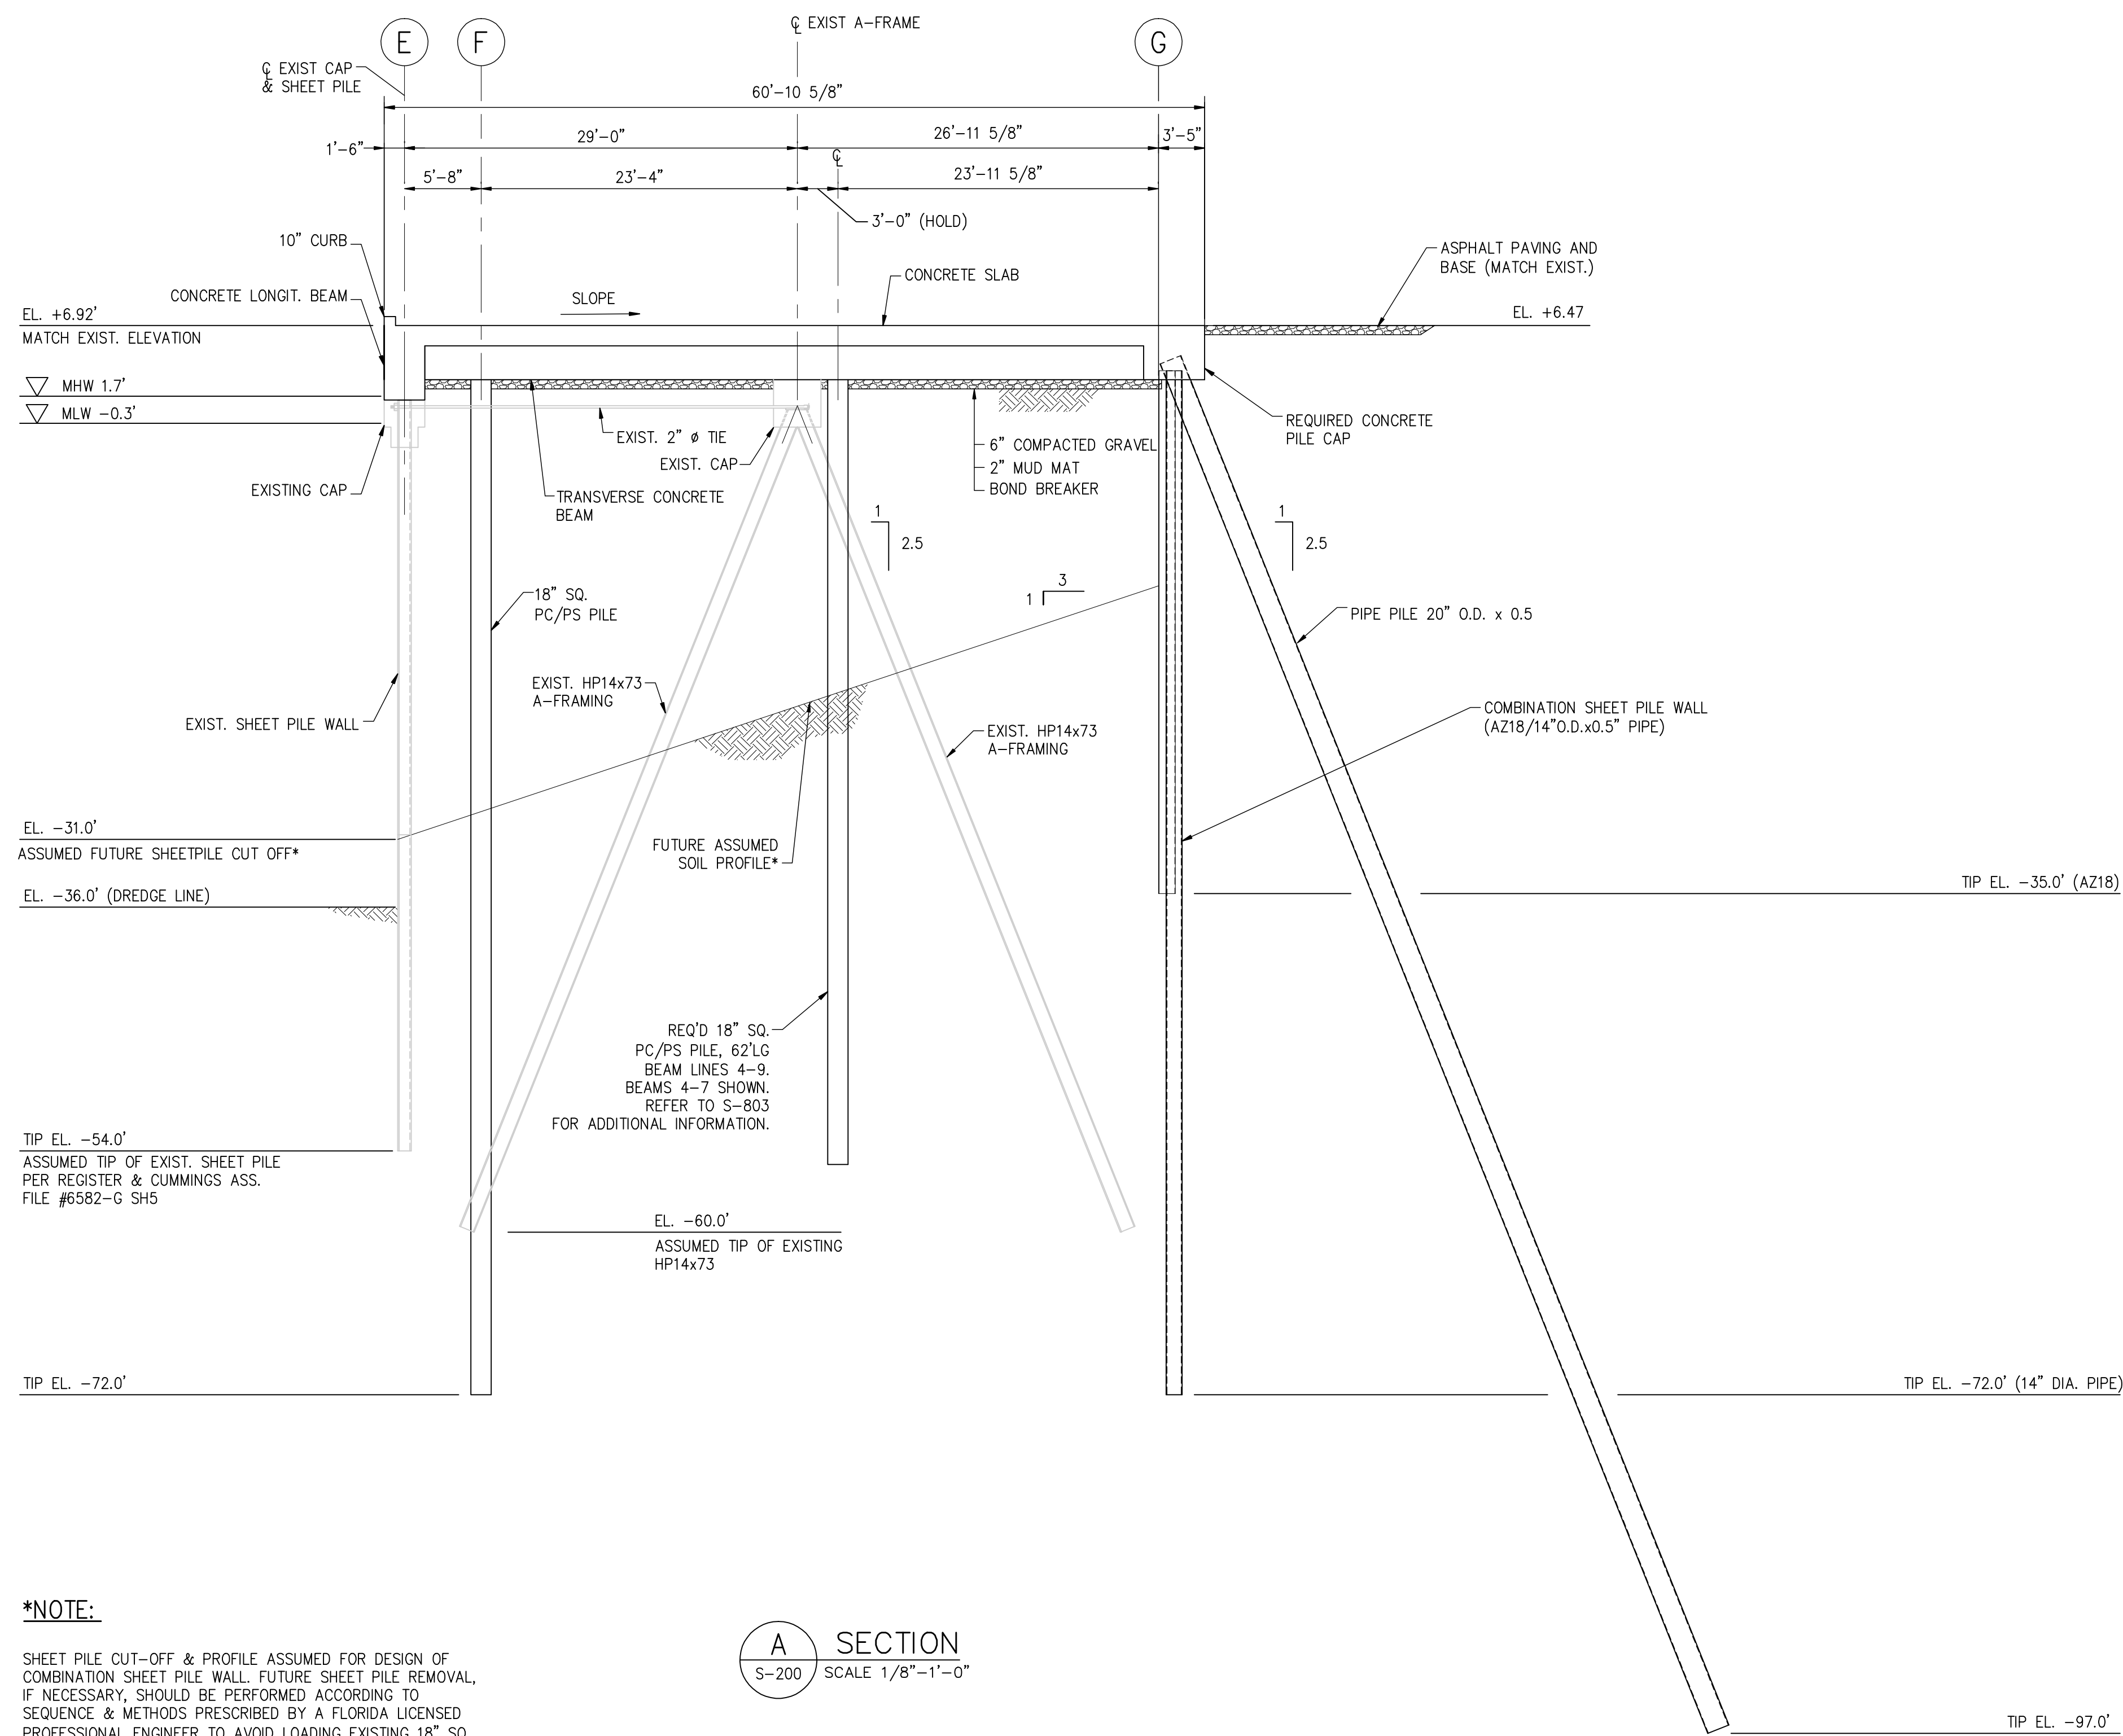 E
F
℄ EXIST A-FRAME
G
℄ EXIST CAP
& SHEET PILE
60'-10 5/8"
1'-6"
29'-0"
26'-11 5/8"
3'-5"
℄
5'-8"
23'-4"
23'-11 5/8"
3'-0" (HOLD)
10" CURB
CONCRETE LONGIT. BEAM
SLOPE
CONCRETE SLAB
ASPHALT PAVING AND
BASE (MATCH EXIST.)
EL. +6.92'
MATCH EXIST. ELEVATION
EL. +6.47
MHW 1.7'
MLW -0.3'
EXISTING CAP
EXIST. 2" ø TIE
EXIST. CAP
TRANSVERSE CONCRETE
BEAM
6" COMPACTED GRAVEL
2" MUD MAT
BOND BREAKER
REQUIRED CONCRETE
PILE CAP
1
2.5
1
2.5
3
1
18" SQ.
PC/PS PILE
PIPE PILE 20" O.D. x 0.5
EXIST. HP14x73
A-FRAMING
EXIST. SHEET PILE WALL
EXIST. HP14x73
A-FRAMING
COMBINATION SHEET PILE WALL
(AZ18/14"O.D.x0.5" PIPE)
EL. -31.0'
ASSUMED FUTURE SHEETPILE CUT OFF*
FUTURE ASSUMED
SOIL PROFILE*
EL. -36.0' (DREDGE LINE)
TIP EL. -35.0' (AZ18)
REQ'D 18" SQ.
PC/PS PILE, 62'LG
BEAM LINES 4-9.
BEAMS 4-7 SHOWN.
REFER TO S-803
FOR ADDITIONAL INFORMATION.
TIP EL. -54.0'
ASSUMED TIP OF EXIST. SHEET PILE
PER REGISTER & CUMMINGS ASS.
FILE #6582-G SH5
EL. -60.0'
ASSUMED TIP OF EXISTING
HP14x73
TIP EL. -72.0'
TIP EL. -72.0' (14" DIA. PIPE)
*NOTE:
SHEET PILE CUT-OFF & PROFILE ASSUMED FOR DESIGN OF
COMBINATION SHEET PILE WALL. FUTURE SHEET PILE REMOVAL,
IF NECESSARY, SHOULD BE PERFORMED ACCORDING TO
SEQUENCE & METHODS PRESCRIBED BY A FLORIDA LICENSED
PROFESSIONAL ENGINEER TO AVOID LOADING EXISTING 18" SQ
A
S-200
SECTION
SCALE 1/8"-1'-0"
TIP EL. -97.0'